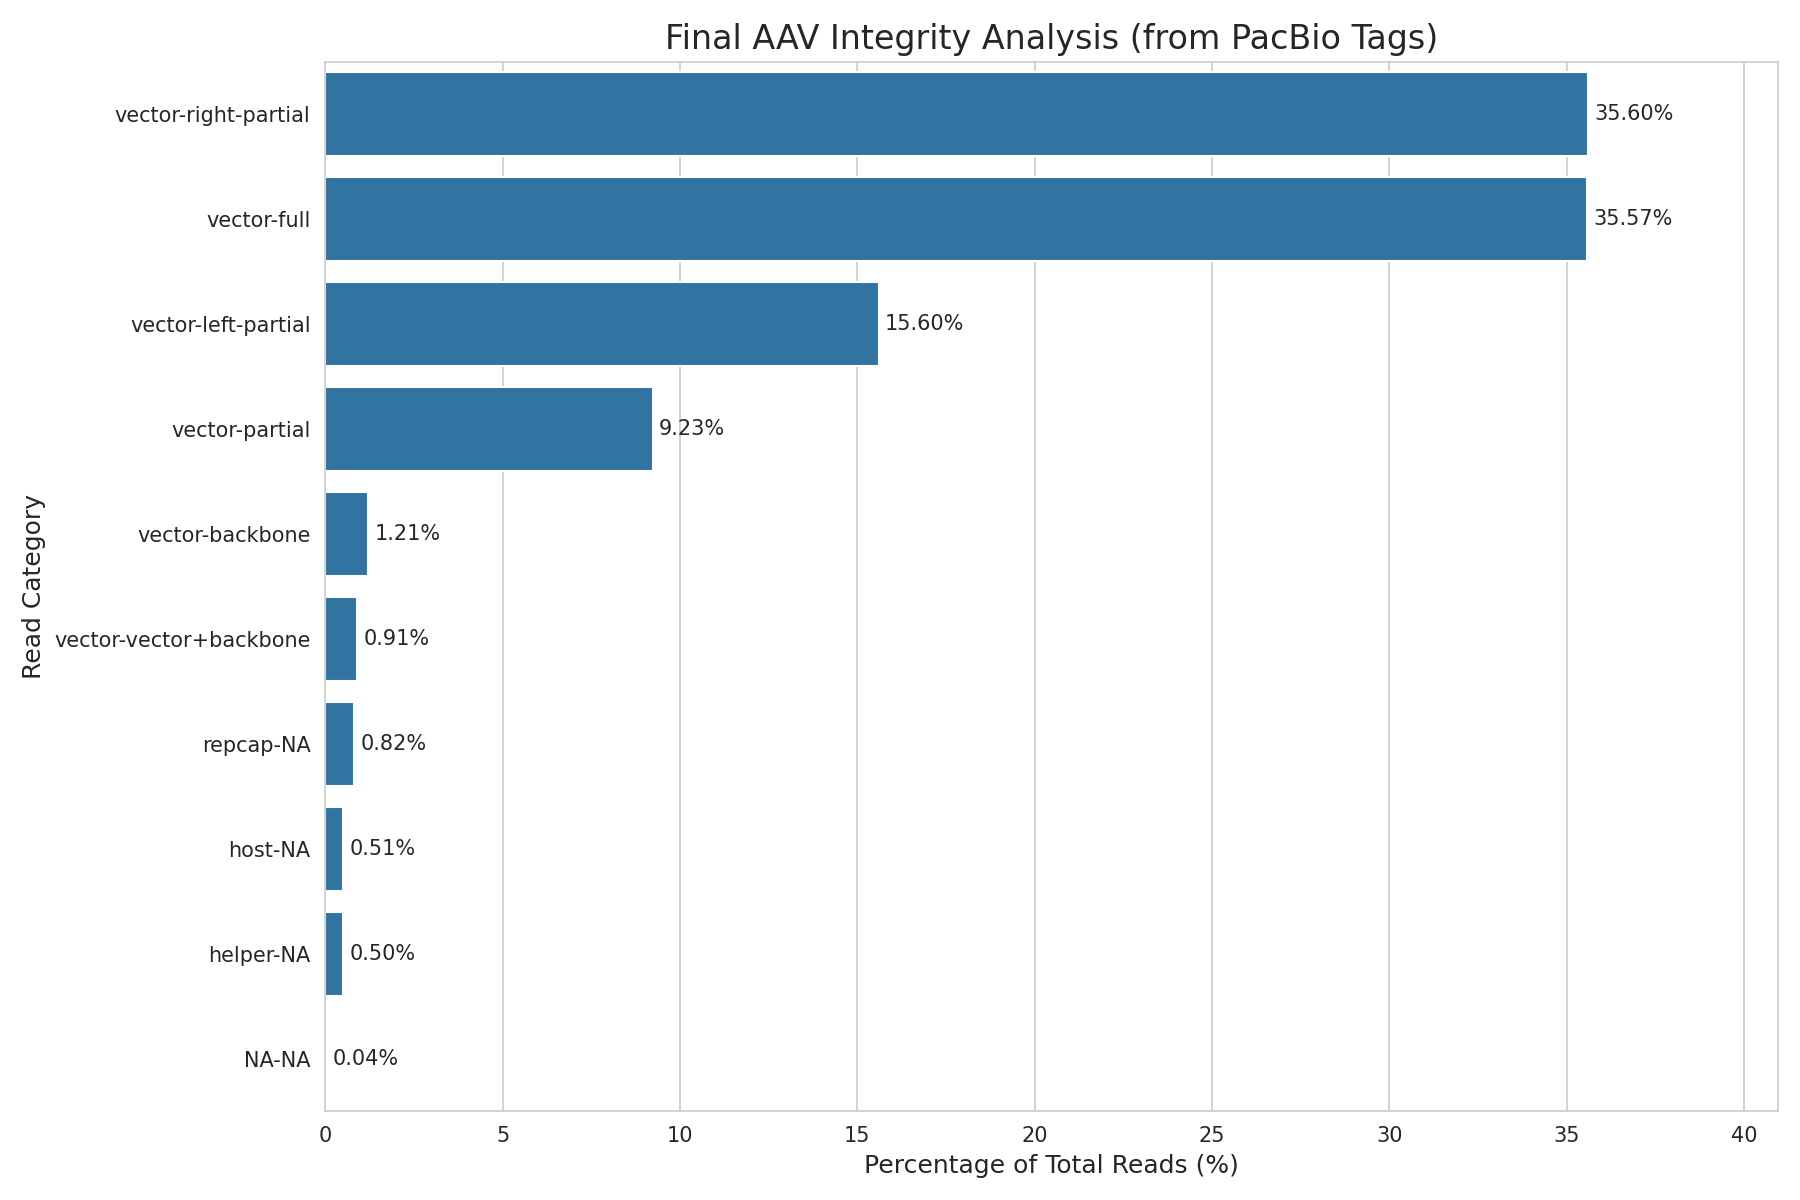 Final AAV Integrity Analysis (from PacBio Tags)
Read Category
vector-right-partial 35.60%
vector-full 35.57%
vector-left-partial 15.60%
vector-partial 9.23%
vector-backbone 1.21%
vector-vector+backbone 0.91%
repcap-NA 0.82%
host-NA 0.51%
helper-NA 0.50%
NA-NA 0.04%
0 5 10 15 20 25 30 35 40
Percentage of Total Reads (%)